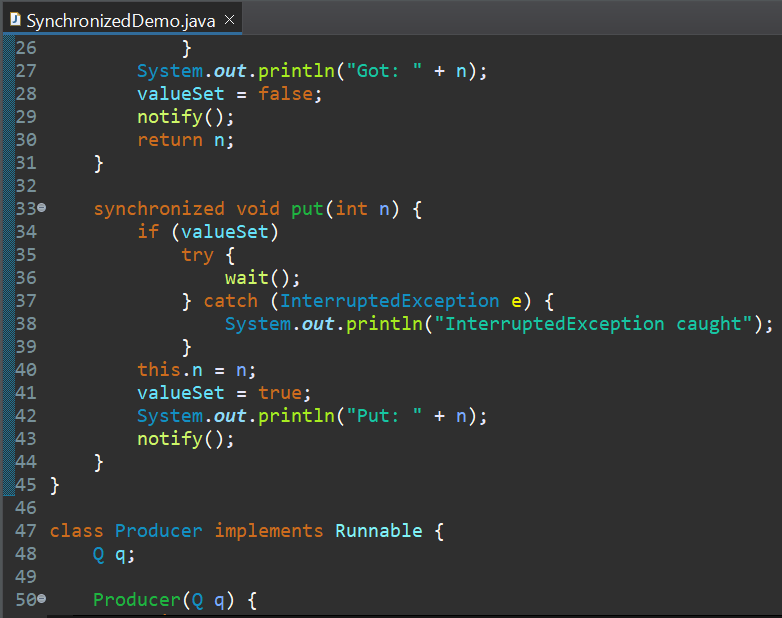 SynchronizedDemo.java
26                 }
27             System.out.println("Got: " + n);
28             valueSet = false;
29             notify();
30             return n;
31         }
32
33     synchronized void put(int n) {
34         if (valueSet)
35             try {
36                 wait();
37             } catch (InterruptedException e) {
38                 System.out.println("InterruptedException caught");
39             }
40         this.n = n;
41         valueSet = true;
42         System.out.println("Put: " + n);
43         notify();
44     }
45 }
46
47 class Producer implements Runnable {
48     Q q;
49
50     Producer(Q q) {